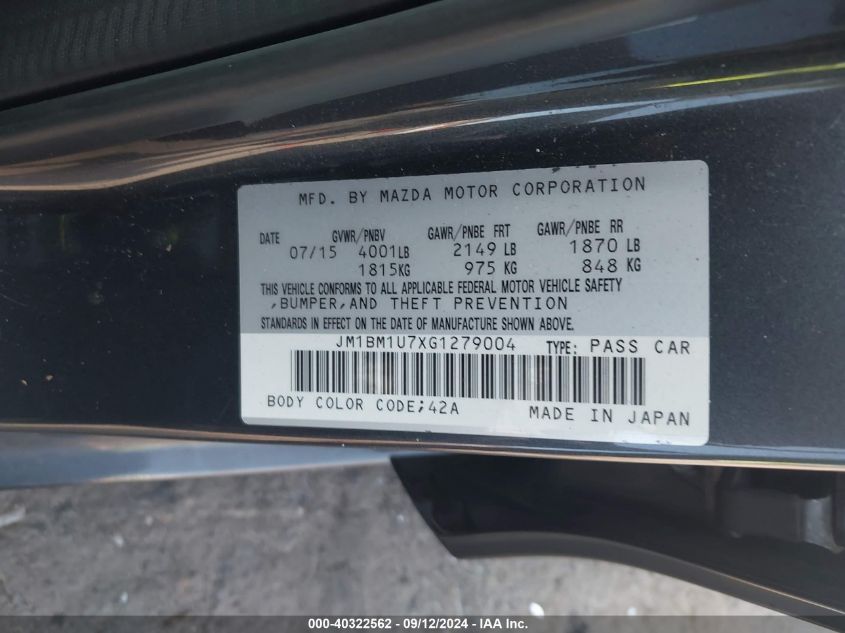 MFD. BY MAZDA MOTOR CORPORATION
DATE GVWR/PNBV GAWR/PNBE FRT GAWR/PNBE RR
07/15 4001LB 2149 LB 1870 LB
1815KG 975 KG 848 KG
THIS VEHICLE CONFORMS TO ALL APPLICABLE FEDERAL MOTOR VEHICLE SAFETY
,BUMPER,AND THEFT PREVENTION
STANDARDS IN EFFECT ON THE DATE OF MANUFACTURE SHOWN ABOVE.
JM1BM1U7XG1279004 TYPE: PASS CAR
BODY COLOR CODE;42A MADE IN JAPAN
000-40322562 - 09/12/2024 - IAA Inc.